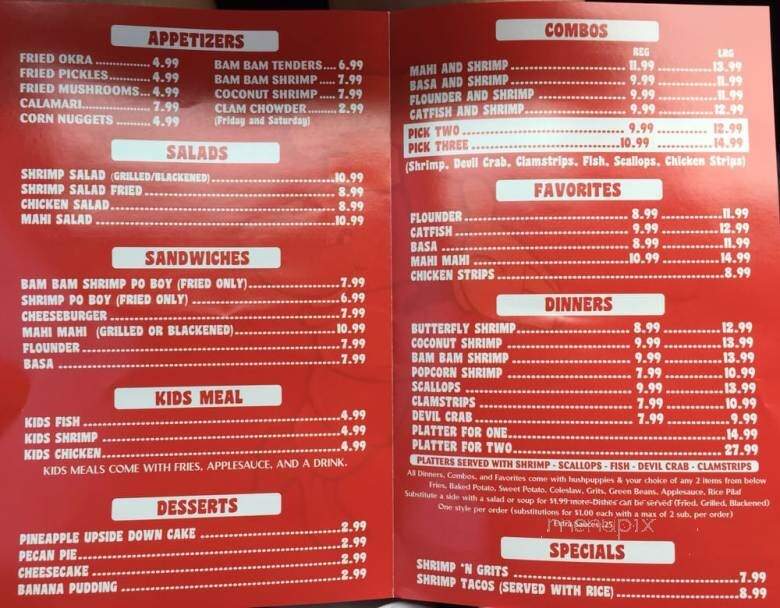 APPETIZERS
FRIED OKRA ............. 4.99
FRIED PICKLES.......... 4.99
FRIED MUSHROOMS... 4.99
CALAMARI............... 7.99
CORN NUGGETS ........ 4.99
BAM BAM TENDERS.... 6.99
BAM BAM SHRIMP ..... 7.99
COCONUT SHRIMP ..... 7.99
CLAM CHOWDER ....... 2.99
(Friday and Saturday)
SALADS
SHRIMP SALAD (GRILLED/BLACKENED)..........10.99
SHRIMP SALAD FRIED..........8.99
CHICKEN SALAD..........8.99
MAHI SALAD..........10.99
SANDWICHES
BAM BAM SHRIMP PO BOY (FRIED ONLY)..........7.99
SHRIMP PO BOY (FRIED ONLY) ..........6.99
CHEESEBURGER ..........7.99
MAHI MAHI (GRILLED OR BLACKENED)..........10.99
FLOUNDER ..........7.99
BASA ..........7.99
KIDS MEAL
KIDS FISH ..........4.99
KIDS SHRIMP ..........4.99
KIDS CHICKEN..........4.99
KIDS MEALS COME WITH FRIES, APPLESAUCE, AND A DRINK.
DESSERTS
PINEAPPLE UPSIDE DOWN CAKE ..........2.99
PECAN PIE..........2.99
CHEESECAKE..........2.99
BANANA PUDDING..........2.99
COMBOS
REG LRG
MAHI AND SHRIMP..........11.99..........13.99
BASA AND SHRIMP..........9.99..........11.99
FLOUNDER AND SHRIMP..........9.99..........11.99
CATFISH AND SHRIMP..........9.99..........12.99
PICK TWO..........9.99..........12.99
PICK THREE..........10.99..........14.99
(Shrimp, Devil Crab, Clamstrips, Fish, Scallops, Chicken Strips)
FAVORITES
FLOUNDER..........8.99..........11.99
CATFISH..........9.99..........12.99
BASA..........8.99..........11.99
MAHI MAHI..........10.99..........14.99
CHICKEN STRIPS..........8.99
DINNERS
BUTTERFLY SHRIMP..........8.99..........12.99
COCONUT SHRIMP..........9.99..........13.99
BAM BAM SHRIMP..........9.99..........13.99
POPCORN SHRIMP..........7.99..........10.99
SCALLOPS..........9.99..........13.99
CLAMSTRIPS..........7.99..........10.99
DEVIL CRAB..........7.99..........9.99
PLATTER FOR ONE..........14.99
PLATTER FOR TWO..........27.99
PLATTERS SERVED WITH SHRIMP - SCALLOPS - FISH - DEVIL CRAB - CLAMSTRIPS
All Dinners, Combos, and Favorites come with hushpuppies & your choice of any 2 items from below
Fries, Baked Potato, Sweet Potato, Coleslaw, Grits, Green Beans, Applesauce, Rice Pilaf
Substitute a side with a salad or soup for $1.99 more-Dishes can be served (Fried, Grilled, Blackened)
One style per order (substitutions for $1.00 each with a max of 2 sub, per order)
Extra Sauces .25
menupix
SPECIALS
SHRIMP 'N GRITS ..........7.99
SHRIMP TACOS (SERVED WITH RICE)..........8.99